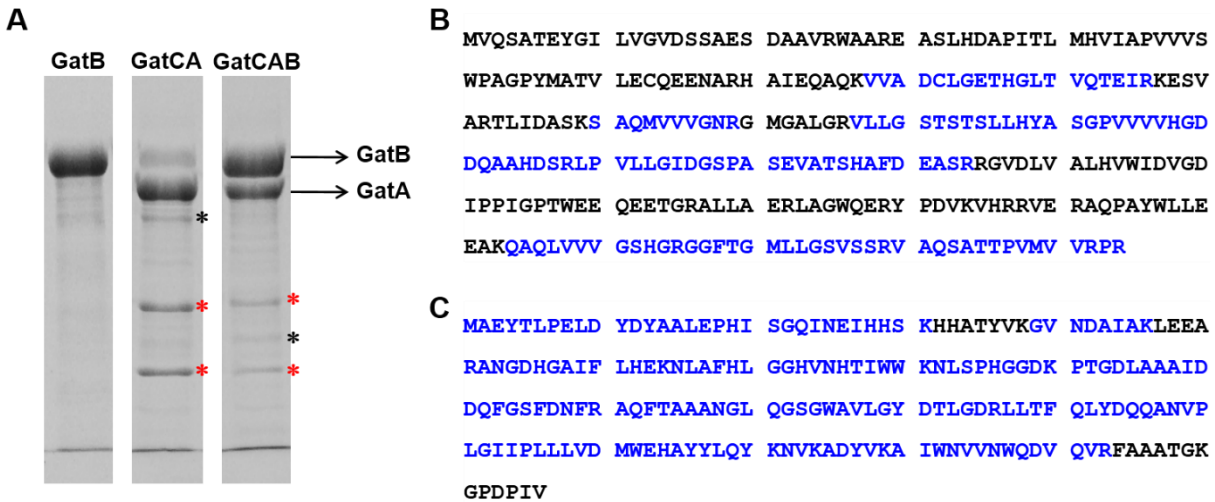 A
GatB GatCA GatCAB
GatB
GatA
*
* *
*
* *
B
MVQSATEYGI LVGVDSSAES DAAVRWAARE ASLHDAPITL MHVIAPVVVS
WPAGPYMATV LECQEENARH AIEQAQKVVA DCLGETHGLT VQTEIRKESV
ARTLIDASKS AQMVVVGNRG MGALGRVLLG STSTSLLHYA SGPVVVVHGD
DQAAHDSRLP VLLGIDGSPA SEVATSHAFD EASRRGVDLV ALHVWIDVGD
IPPIGPTWEE QEETGRALLA ERLAGWQERY PDVKVHRRVE RAQPAYWLLE
EAKQAQLVVV GSHGRGGFTG MLLGSVSSRV AQSATTPVMV VRPR
C
MAEYTLPELD YDYAALEPHI SGQINEIHHS KHHATYVKGV NDAIAKLEEA
RANGDHGAIF LHEKNLAFHL GGHVNHTIWW KNLSPHGGDK PTGDLAAAID
DQFGSFDNFR AQFTAAANGL QGSGWAVLGY DTLGDRLLTF QLYDQQANVP
LGIIPLLLVD MWEHAYYLQY KNVKADYVKA IWNVVNWQDV QVRFAAATGK
GPDPIV